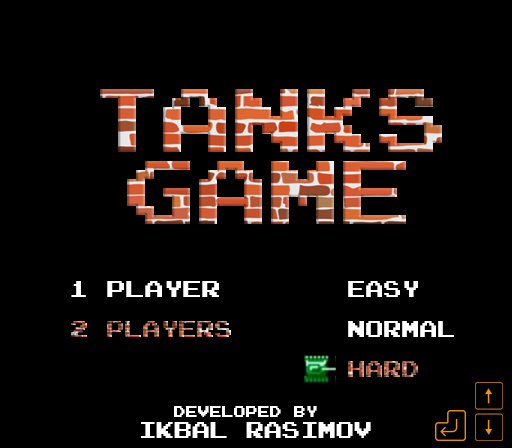 TANKS
GAME
1 PLAYER EASY
2 PLAYERS NORMAL
HARD
DEVELOPED BY
IKBAL RASIMOV